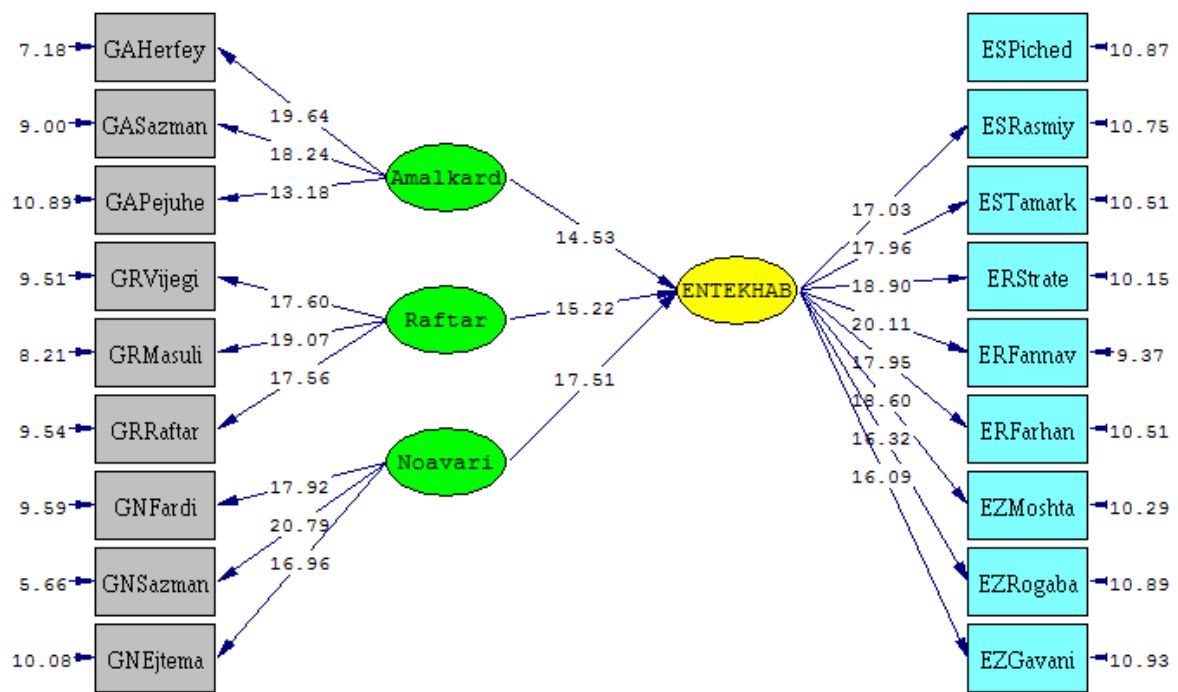 7.18 GAHerfey
9.00 GASazman
10.89 GAPejuhe
9.51 GRVijegi
8.21 GRMasuli
9.54 GRRaftar
9.59 GNFardi
5.66 GNSazman
10.08 GNEjtema
19.64
18.24
13.18
17.60
19.07
17.56
17.92
20.79
16.96
Amalkard
Raftar
Noavari
14.53
15.22
17.51
ENTEKHAB
17.03
17.96
18.90
20.11
17.95
18.60
16.32
16.09
ESPiched 10.87
ESRasmiy 10.75
ESTamark 10.51
ERStrate 10.15
ERFannav 9.37
ERFarhan 10.51
EZMoshta 10.29
EZRogaba 10.89
EZGavani 10.93